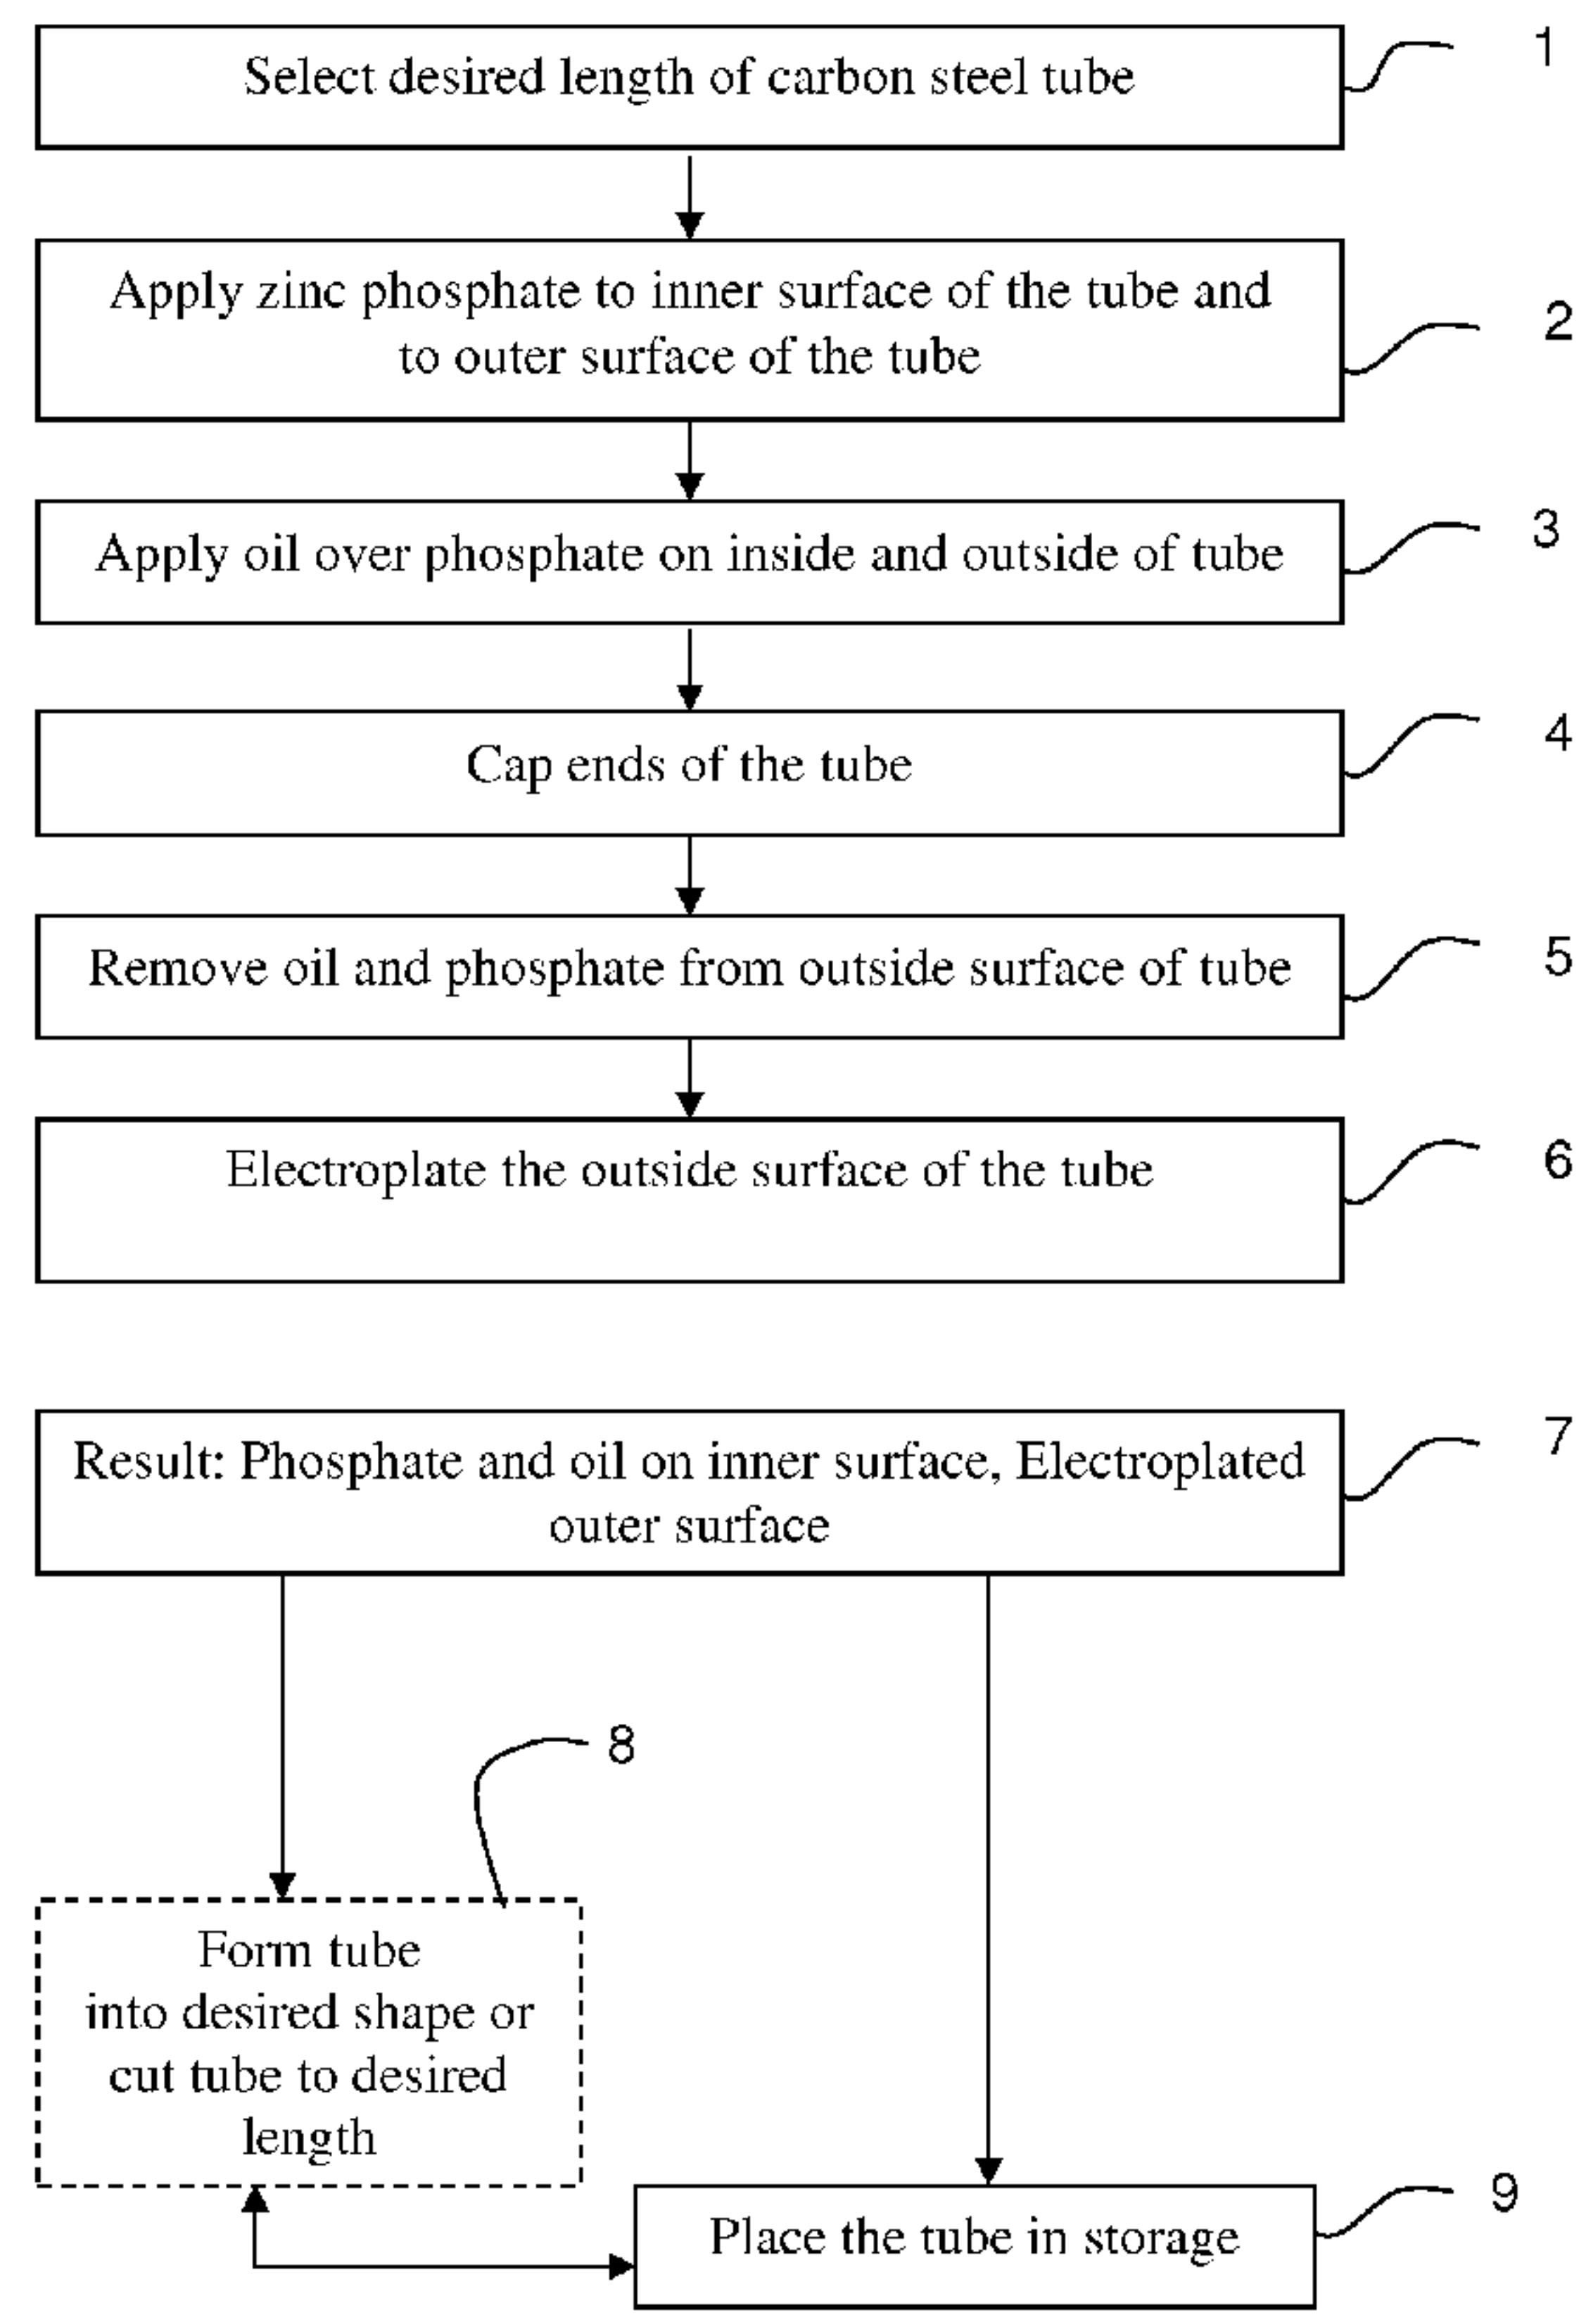 Select desired length of carbon steel tube
1
Apply zinc phosphate to inner surface of the tube and
to outer surface of the tube
2
Apply oil over phosphate on inside and outside of tube
3
Cap ends of the tube
4
Remove oil and phosphate from outside surface of tube
5
Electroplate the outside surface of the tube
6
Result: Phosphate and oil on inner surface, Electroplated
outer surface
7
8
Form tube
into desired shape or
cut tube to desired
length
Place the tube in storage
9